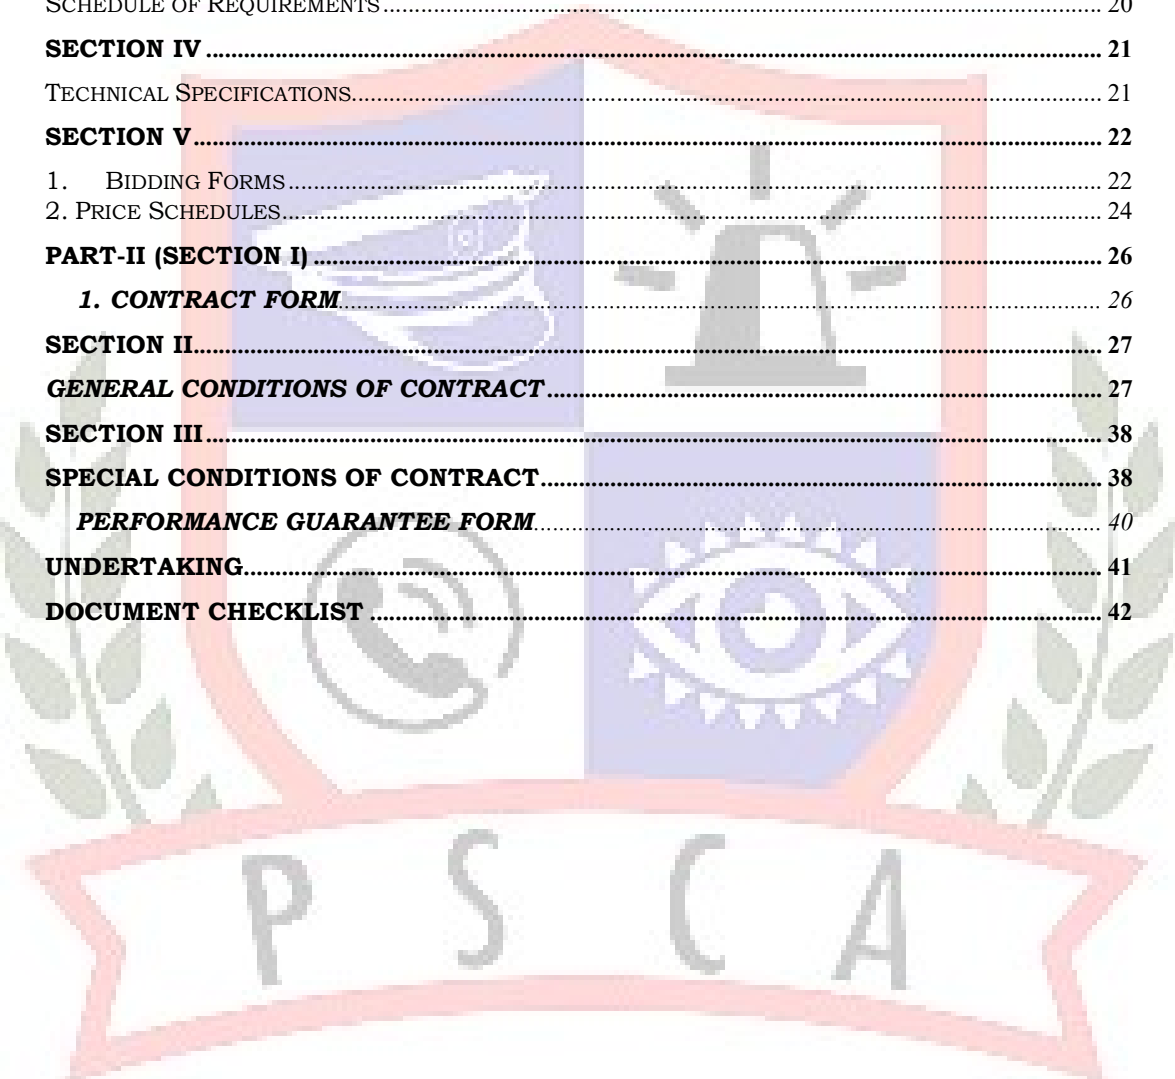 SCHEDULE OF REQUIREMENTS 20
SECTION IV 21
TECHNICAL SPECIFICATIONS 21
SECTION V 22
1. BIDDING FORMS 22
2. PRICE SCHEDULES 24
PART-II (SECTION I) 26
1. CONTRACT FORM 26
SECTION II 27
GENERAL CONDITIONS OF CONTRACT 27
SECTION III 38
SPECIAL CONDITIONS OF CONTRACT 38
PERFORMANCE GUARANTEE FORM 40
UNDERTAKING 41
DOCUMENT CHECKLIST 42
P S C A